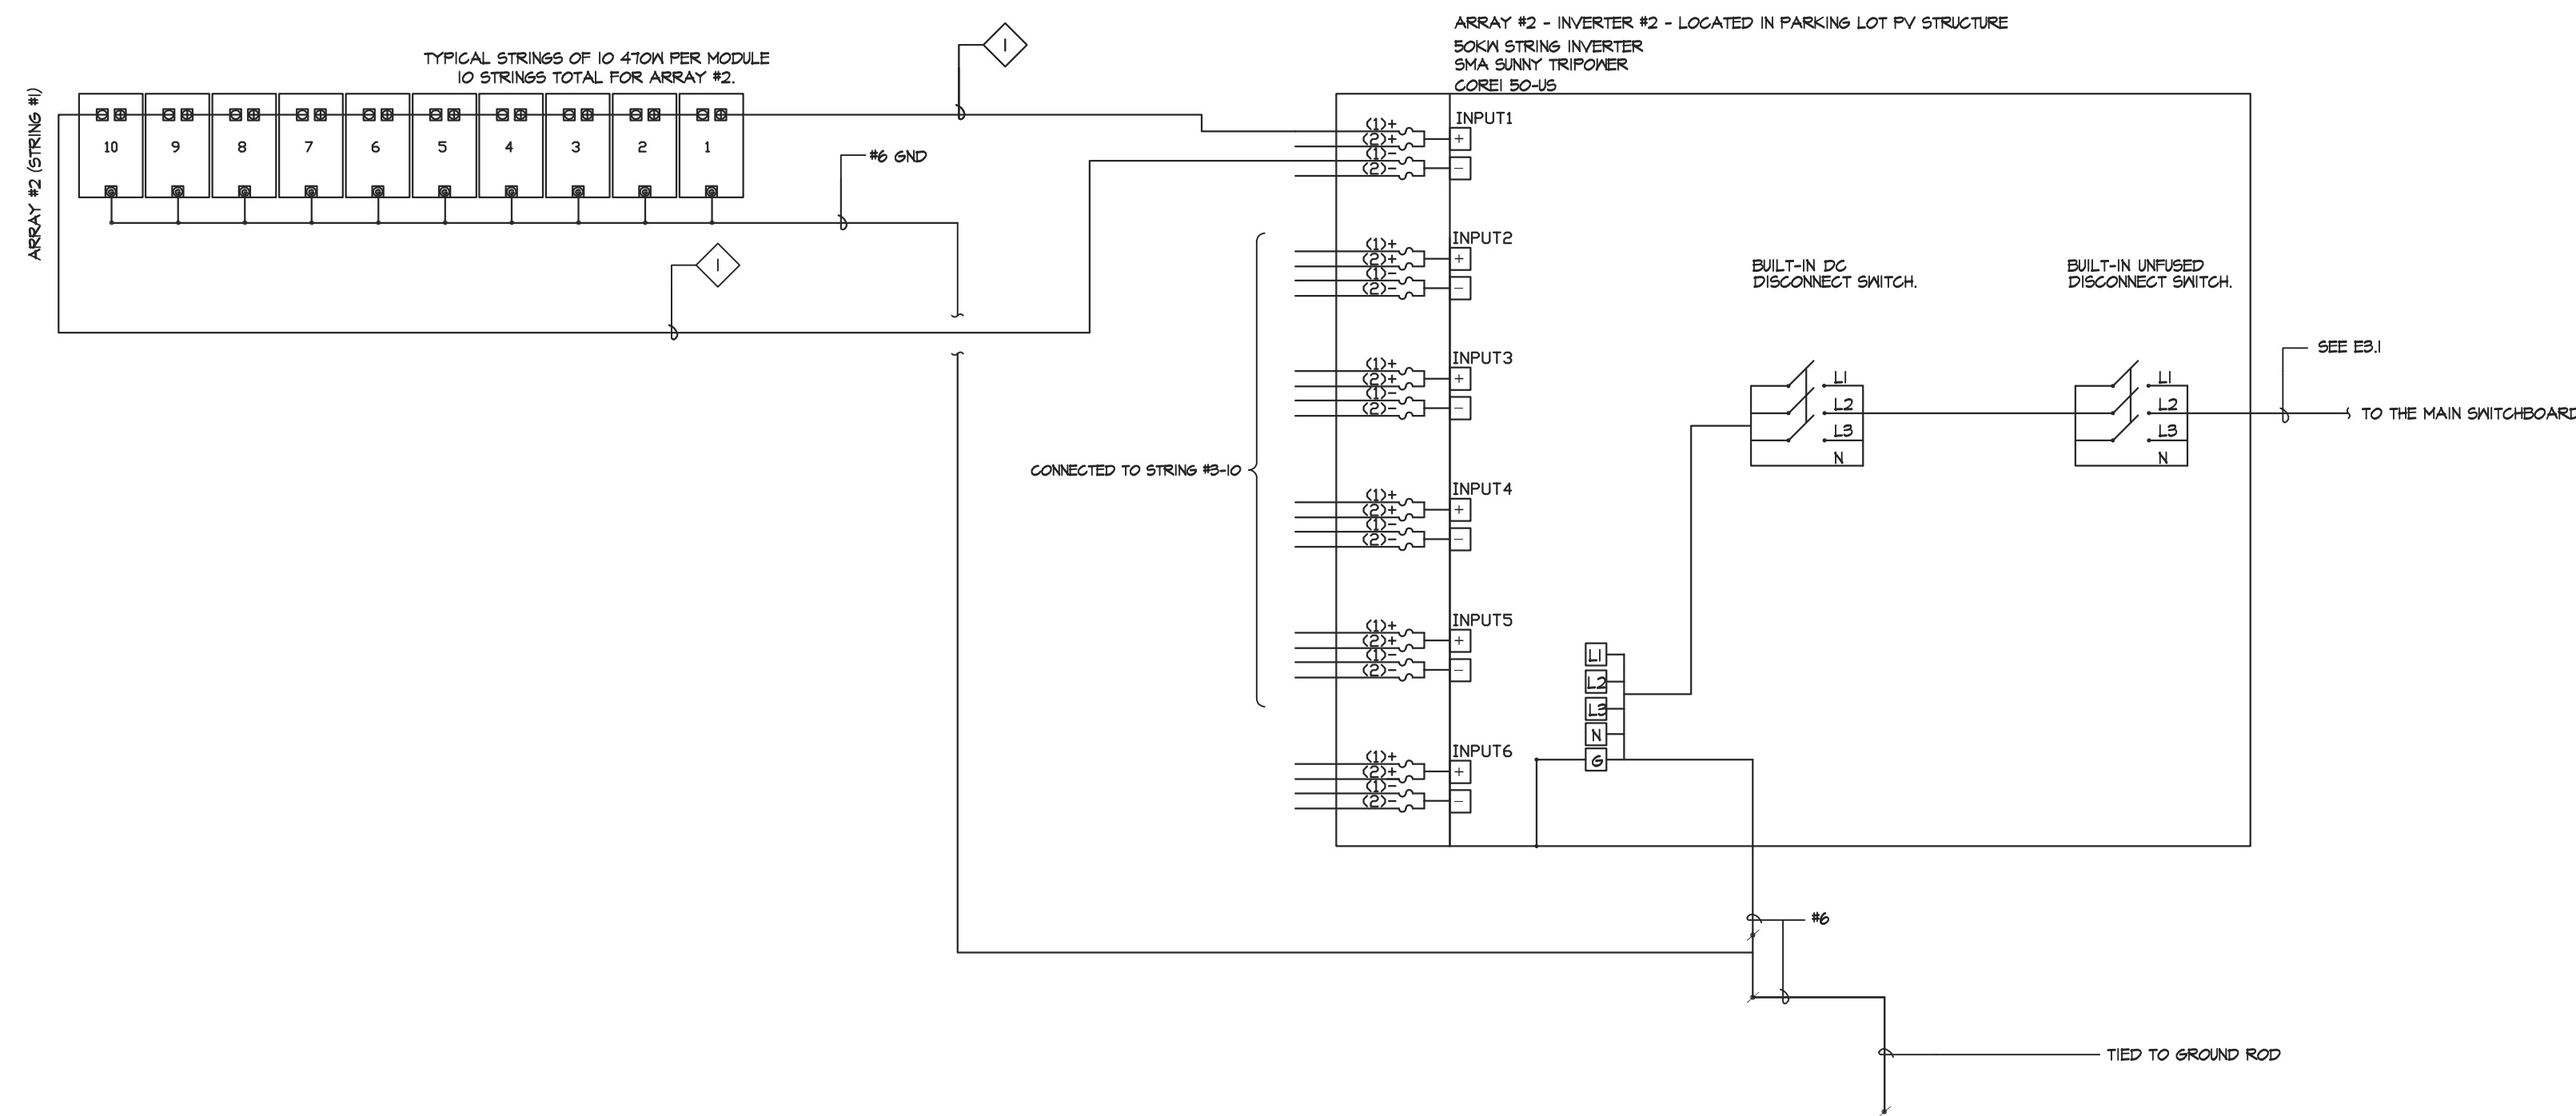 ARRAY #2 - INVERTER #2 - LOCATED IN PARKING LOT PV STRUCTURE
50KW STRING INVERTER
SMA SUNNY TRIPOWER
CORE1 50-US
TYPICAL STRINGS OF 10 470W PER MODULE
10 STRINGS TOTAL FOR ARRAY #2.
1
ARRAY #2 (STRING #1)
10 9 8 7 6 5 4 3 2 1
#6 GND
1
INPUT1
(1)+
(2)+
+
(1)-
(2)-
-
INPUT2
(1)+
(2)+
+
(1)-
(2)-
-
INPUT3
(1)+
(2)+
+
(1)-
(2)-
-
CONNECTED TO STRING #3-10
INPUT4
(1)+
(2)+
+
(1)-
(2)-
-
INPUT5
(1)+
(2)+
+
(1)-
(2)-
-
INPUT6
(1)+
(2)+
+
(1)-
(2)-
-
BUILT-IN DC
DISCONNECT SWITCH.
L1
L2
L3
N
BUILT-IN UNFUSED
DISCONNECT SWITCH.
L1
L2
L3
N
SEE E3.1
TO THE MAIN SWITCHBOARD
L1
L2
L3
N
G
#6
TIED TO GROUND ROD